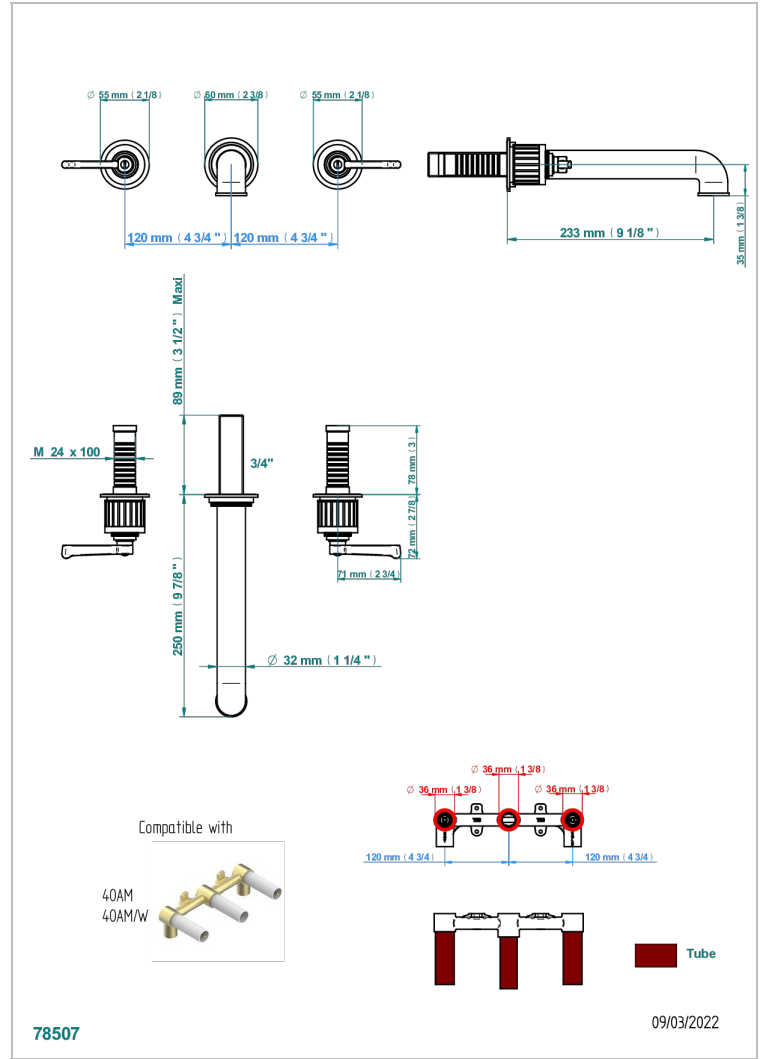 ∅ 55 mm ( 2 1/8 )
∅ 60 mm ( 2 3/8 )
∅ 55 mm ( 2 1/8 )
120 mm ( 4 3/4 " )
120 mm ( 4 3/4 " )
233 mm ( 9 1/8 " )
35 mm ( 1 3/8 )
89 mm ( 3 1/2 " ) Maxi
M 24 x 100
3/4"
78 mm ( 3 )
72 mm ( 2 7/8 )
71 mm ( 2 3/4 )
250 mm ( 9 7/8 " )
∅ 32 mm ( 1 1/4 " )
∅ 36 mm ( 1 3/8 )
∅ 36 mm ( 1 3/8 )
∅ 36 mm ( 1 3/8 )
120 mm ( 4 3/4 )
120 mm ( 4 3/4 )
Compatible with
40AM
40AM/W
Tube
78507
09/03/2022